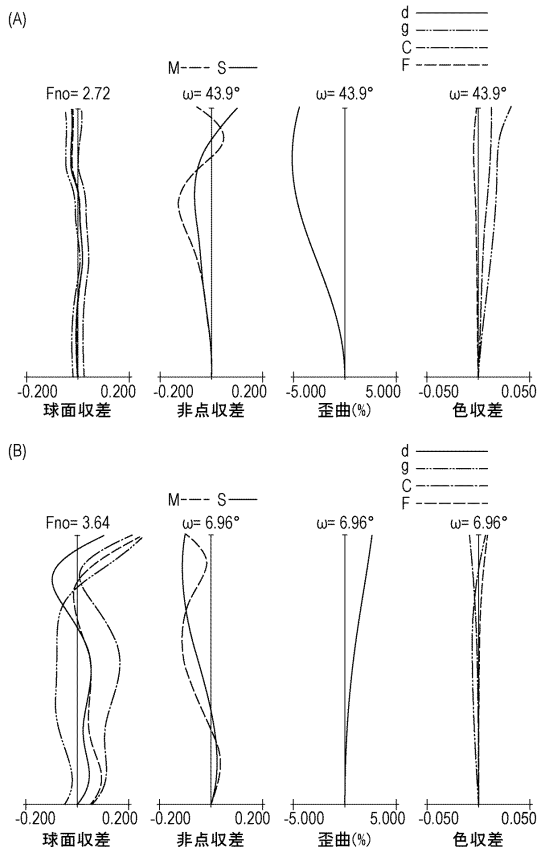 (A)
d
g
C
F
M S
Fno= 2.72
ω= 43.9°
ω= 43.9°
ω= 43.9°
-0.200 0.200
球面収差
-0.200 0.200
非点収差
-5.000 5.000
歪曲(%)
-0.050 0.050
色収差
(B)
d
g
C
F
M S
Fno= 3.64
ω= 6.96°
ω= 6.96°
ω= 6.96°
-0.200 0.200
球面収差
-0.200 0.200
非点収差
-5.000 5.000
歪曲(%)
-0.050 0.050
色収差